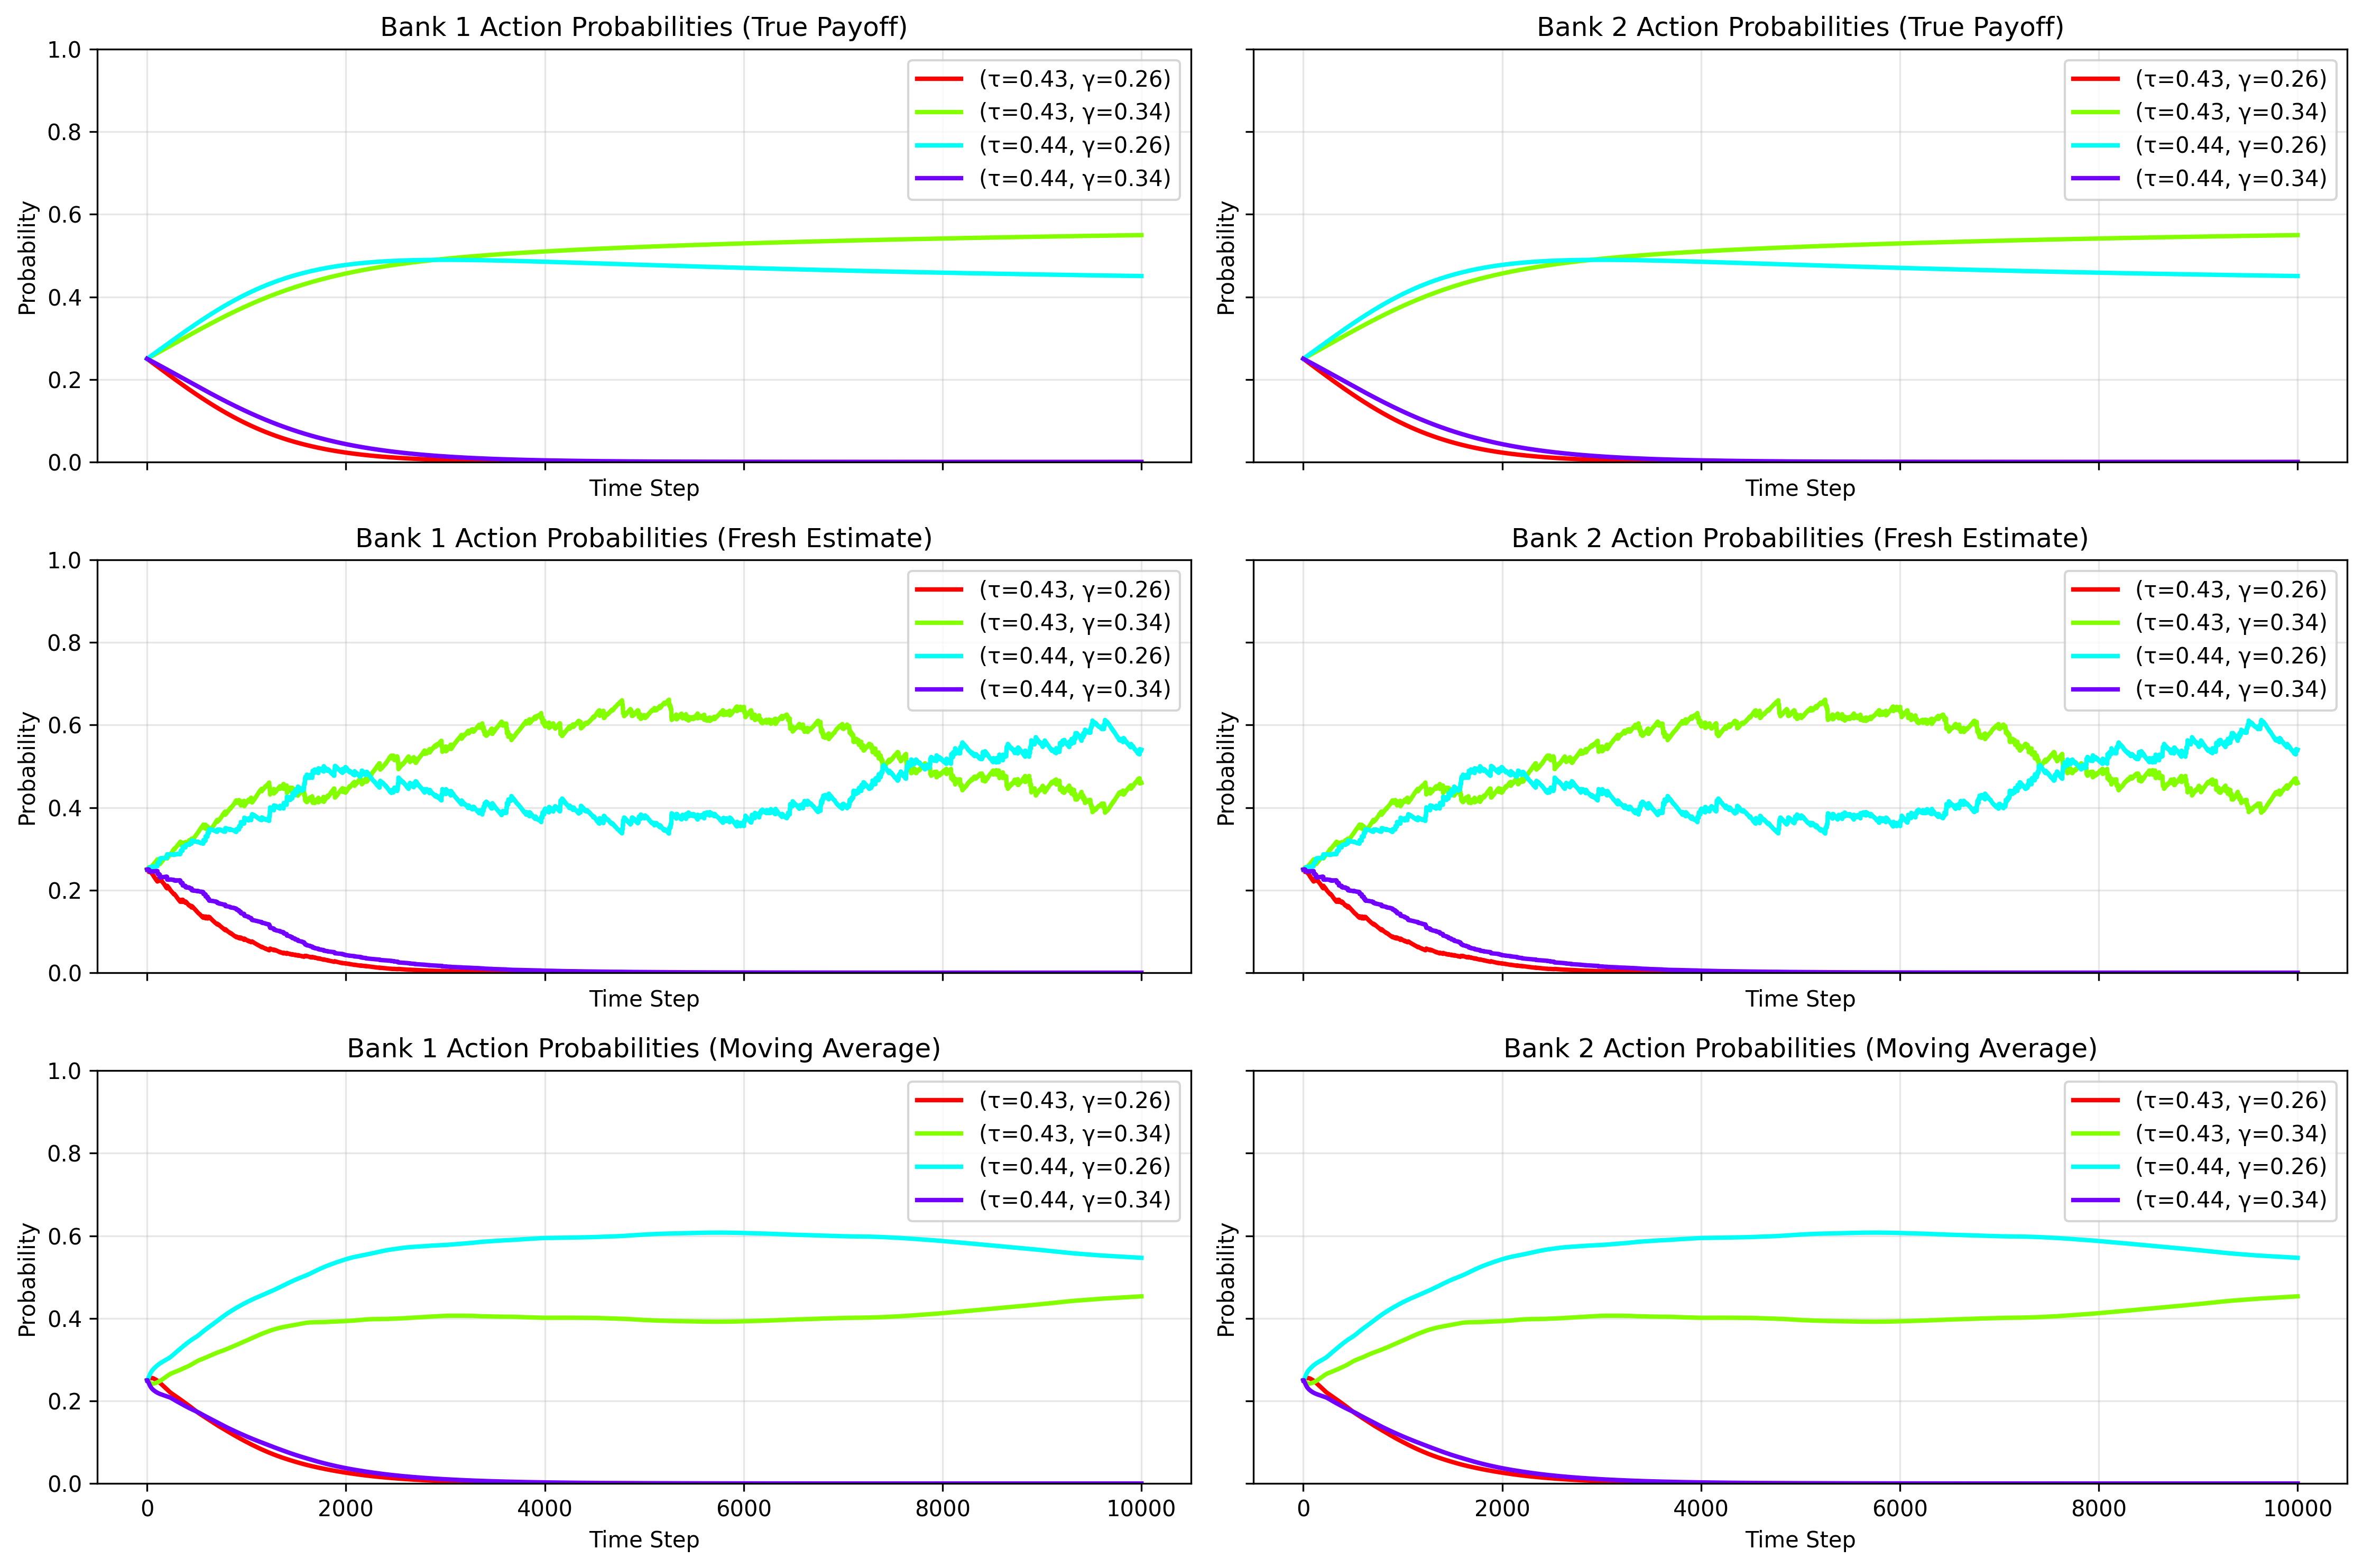 Bank 1 Action Probabilities (True Payoff)
Probability
1.0
0.8
0.6
0.4
0.2
0.0
(τ=0.43, γ=0.26)
(τ=0.43, γ=0.34)
(τ=0.44, γ=0.26)
(τ=0.44, γ=0.34)
Time Step
Bank 2 Action Probabilities (True Payoff)
Probability
(τ=0.43, γ=0.26)
(τ=0.43, γ=0.34)
(τ=0.44, γ=0.26)
(τ=0.44, γ=0.34)
Time Step
Bank 1 Action Probabilities (Fresh Estimate)
Probability
1.0
0.8
0.6
0.4
0.2
0.0
(τ=0.43, γ=0.26)
(τ=0.43, γ=0.34)
(τ=0.44, γ=0.26)
(τ=0.44, γ=0.34)
Time Step
Bank 2 Action Probabilities (Fresh Estimate)
Probability
(τ=0.43, γ=0.26)
(τ=0.43, γ=0.34)
(τ=0.44, γ=0.26)
(τ=0.44, γ=0.34)
Time Step
Bank 1 Action Probabilities (Moving Average)
Probability
1.0
0.8
0.6
0.4
0.2
0.0
(τ=0.43, γ=0.26)
(τ=0.43, γ=0.34)
(τ=0.44, γ=0.26)
(τ=0.44, γ=0.34)
0 2000 4000 6000 8000 10000
Time Step
Bank 2 Action Probabilities (Moving Average)
Probability
(τ=0.43, γ=0.26)
(τ=0.43, γ=0.34)
(τ=0.44, γ=0.26)
(τ=0.44, γ=0.34)
0 2000 4000 6000 8000 10000
Time Step